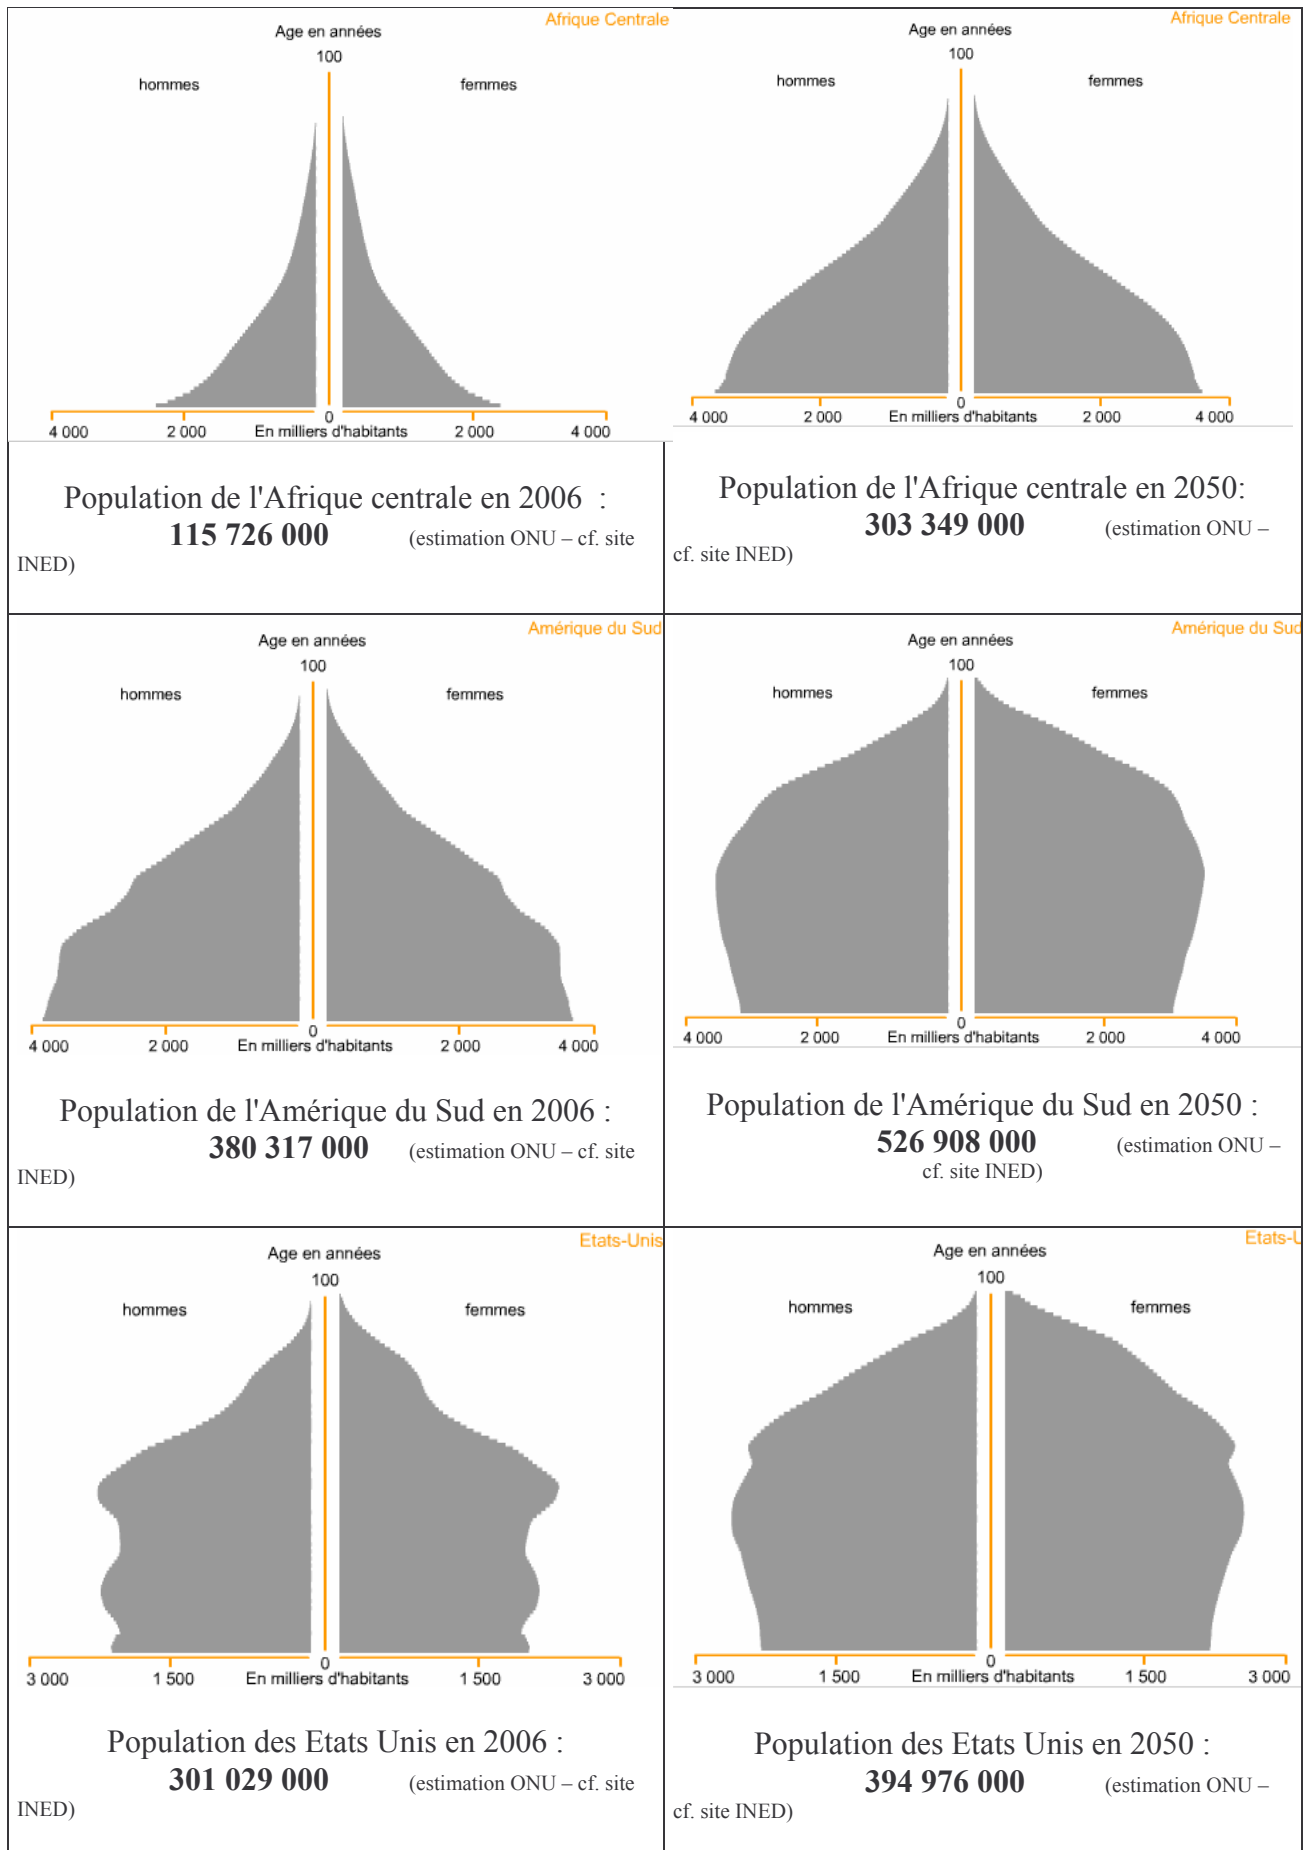 Afrique Centrale
Age en années
100
hommes
femmes
0
4 000
2 000
En milliers d'habitants
2 000
4 000
Population de l'Afrique centrale en 2006 :
115 726 000 (estimation ONU – cf. site
INED)
Afrique Centrale
Age en années
100
hommes
femmes
0
4 000
2 000
En milliers d'habitants
2 000
4 000
Population de l'Afrique centrale en 2050:
303 349 000 (estimation ONU –
cf. site INED)
Amérique du Sud
Age en années
100
hommes
femmes
0
4 000
2 000
En milliers d'habitants
2 000
4 000
Population de l'Amérique du Sud en 2006 :
380 317 000 (estimation ONU – cf. site
INED)
Amérique du Sud
Age en années
100
hommes
femmes
0
4 000
2 000
En milliers d'habitants
2 000
4 000
Population de l'Amérique du Sud en 2050 :
526 908 000 (estimation ONU –
cf. site INED)
Etats-Unis
Age en années
100
hommes
femmes
0
3 000
1 500
En milliers d'habitants
1 500
3 000
Population des Etats Unis en 2006 :
301 029 000 (estimation ONU – cf. site
INED)
Etats-U
Age en années
100
hommes
femmes
0
3 000
1 500
En milliers d'habitants
1 500
3 000
Population des Etats Unis en 2050 :
394 976 000 (estimation ONU –
cf. site INED)